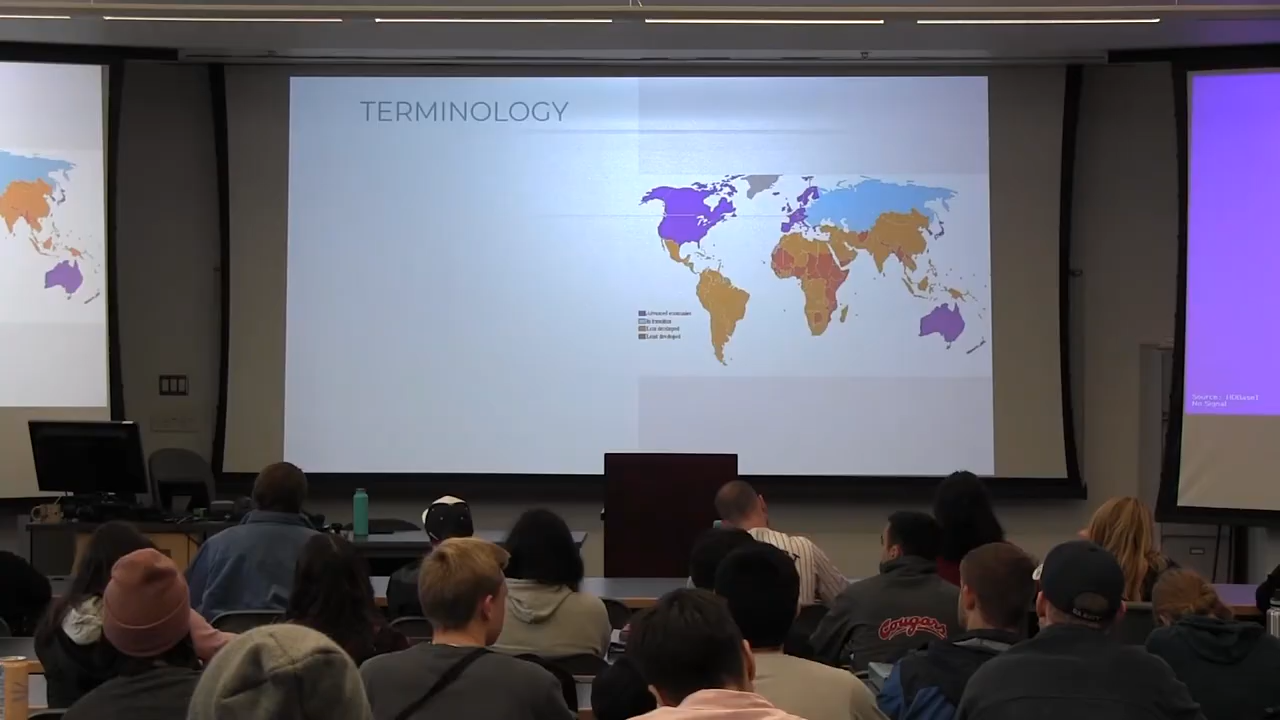 TERMINOLOGY
Advanced economies
In transition
Less developed
Least developed
Source: HDBaseT
No Signal
Cougars